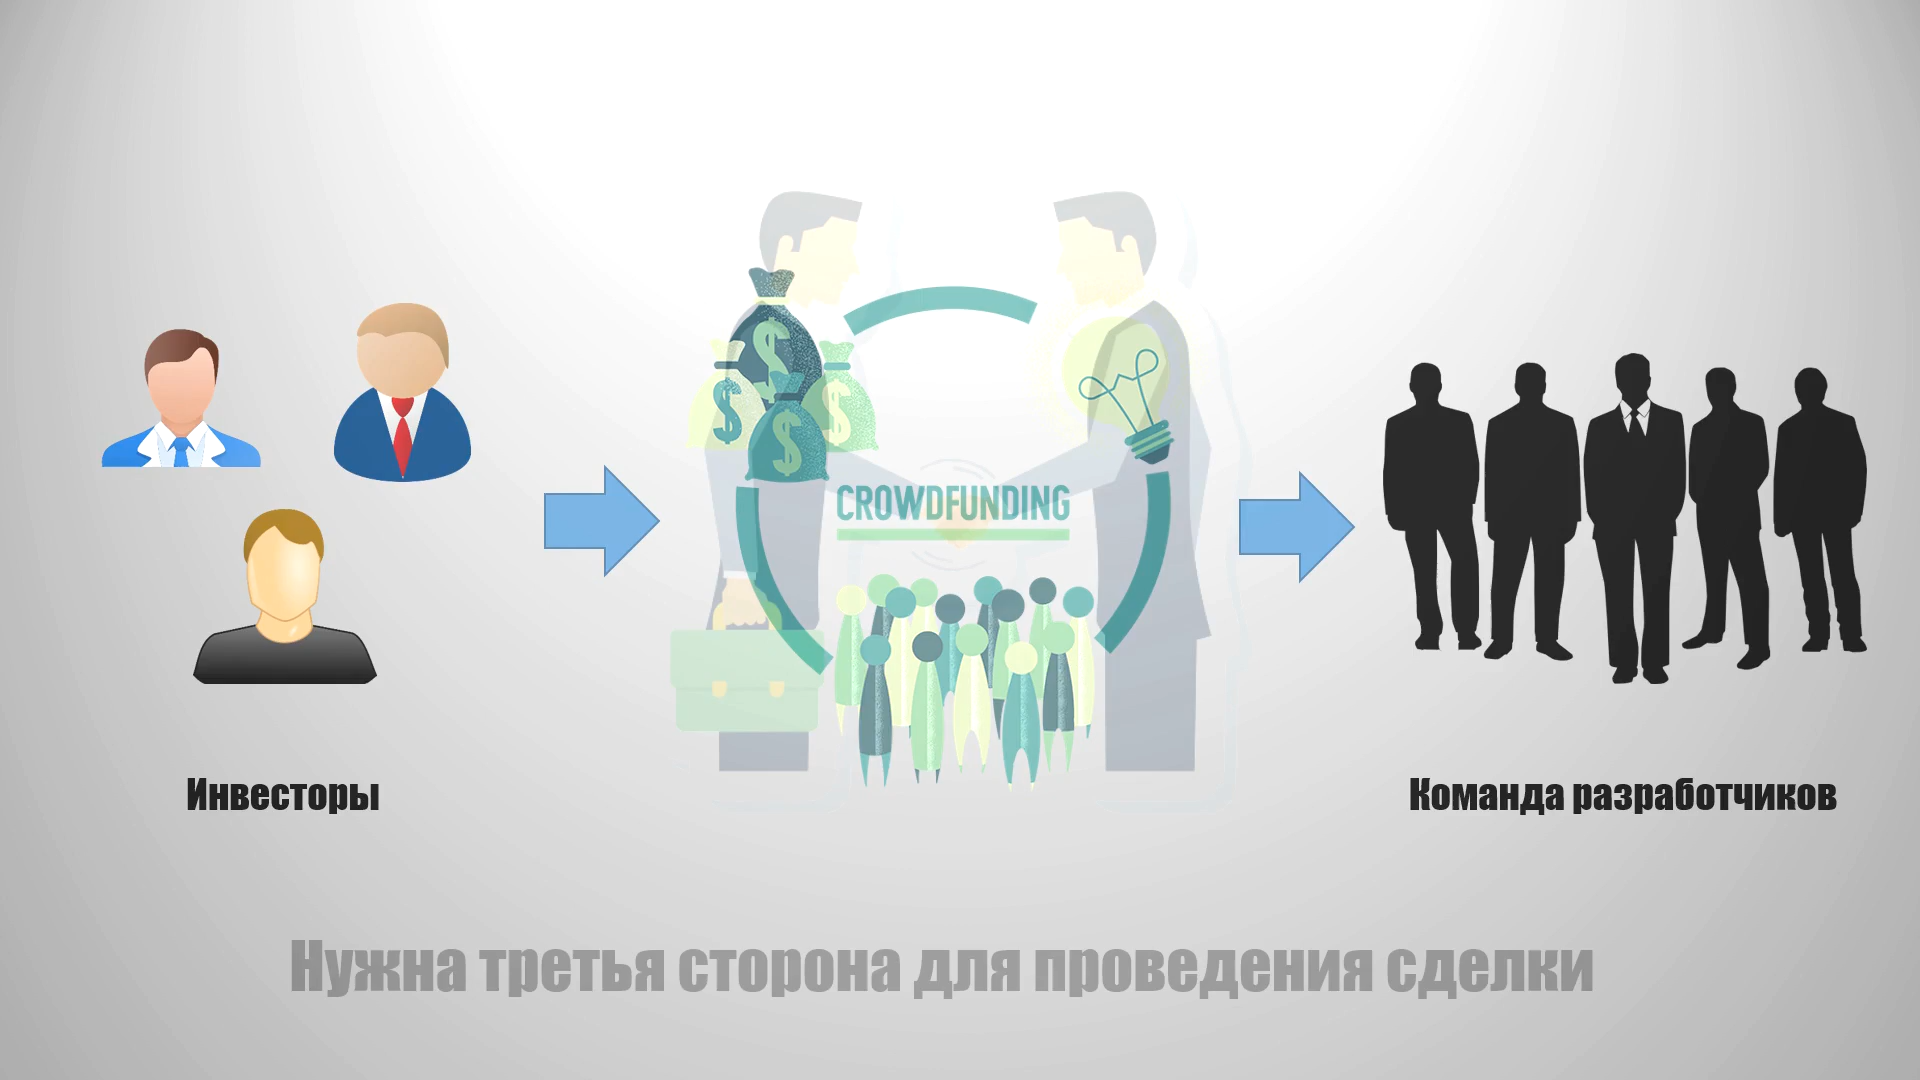 CROWDFUNDING
Инвесторы
Команда разработчиков
Нужна третья сторона для проведения сделки